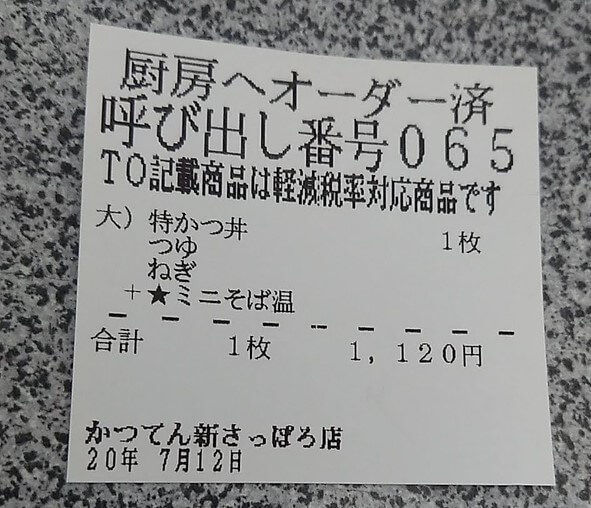 厨房へオーダー済
呼び出し番号０６５
ＴＯ記載商品は軽減税率対応商品です
大）特かつ丼 １枚
つゆ
ねぎ
＋★ミニそば温
－－－－－－－－－
合計 １枚 １，１２０円
かつてん新さっぽろ店
20年 7月12日